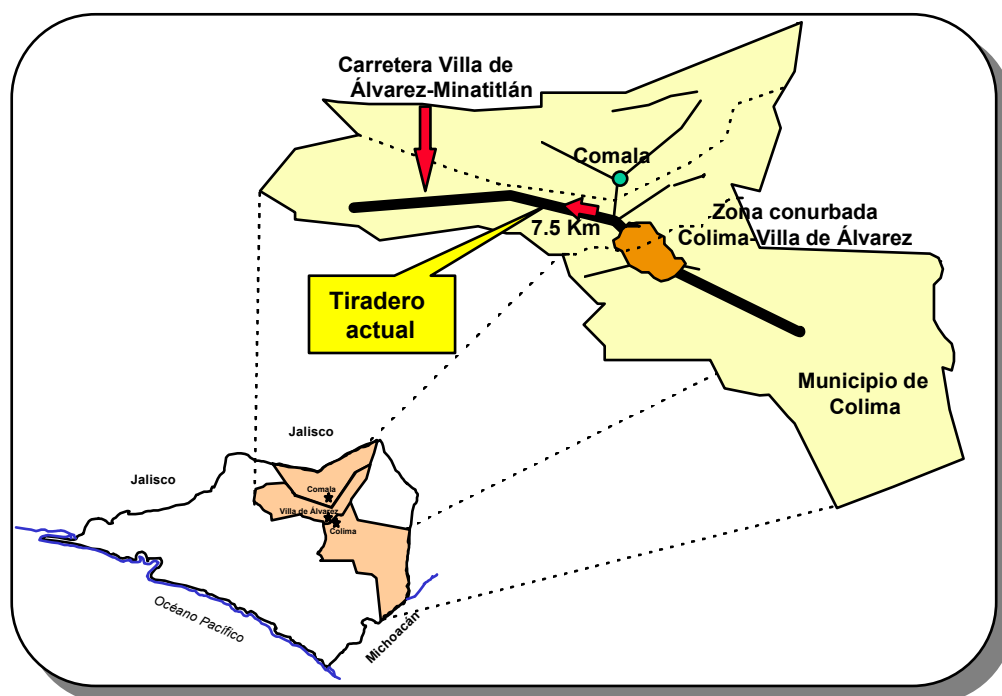 Carretera Villa de
Álvarez-Minatitlán
Comala
Zona conurbada
Colima-Villa de Álvarez
7.5 Km
Tiradero
actual
Municipio de
Colima
Jalisco
Jalisco
Comala
Villa de Álvarez
Colima
Océano Pacífico
Michoacán